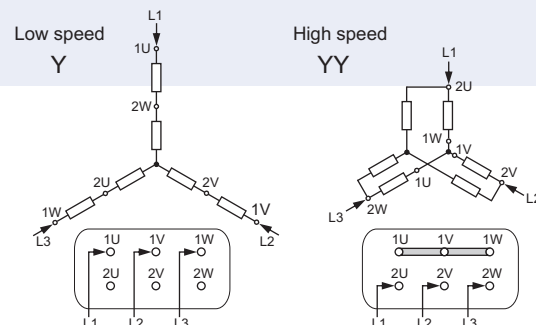 Low speed
Y
L1
1U
2W
2U
2V
1W
1V
L3
L2
1U 1V 1W
2U 2V 2W
L1 L2 L3
High speed
YY
L1
2U
1W
1V
2V
1U
2W
L3
L2
1U 1V 1W
2U 2V 2W
L1 L2 L3